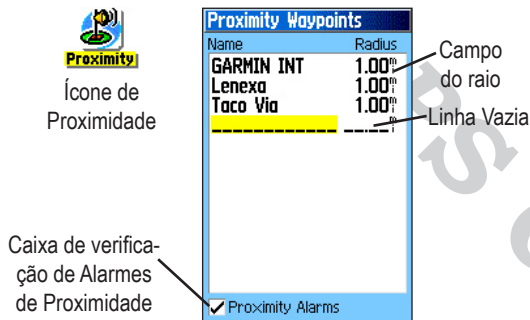 Proximity
Ícone de
Proximidade
Proximity Waypoints
Name Radius
GARMIN INT 1.00
Lenexa 1.00
Taco Via 1.00
Campo
do raio
Linha Vazia
Caixa de verifica-
ção de Alarmes
de Proximidade
Proximity Alarms